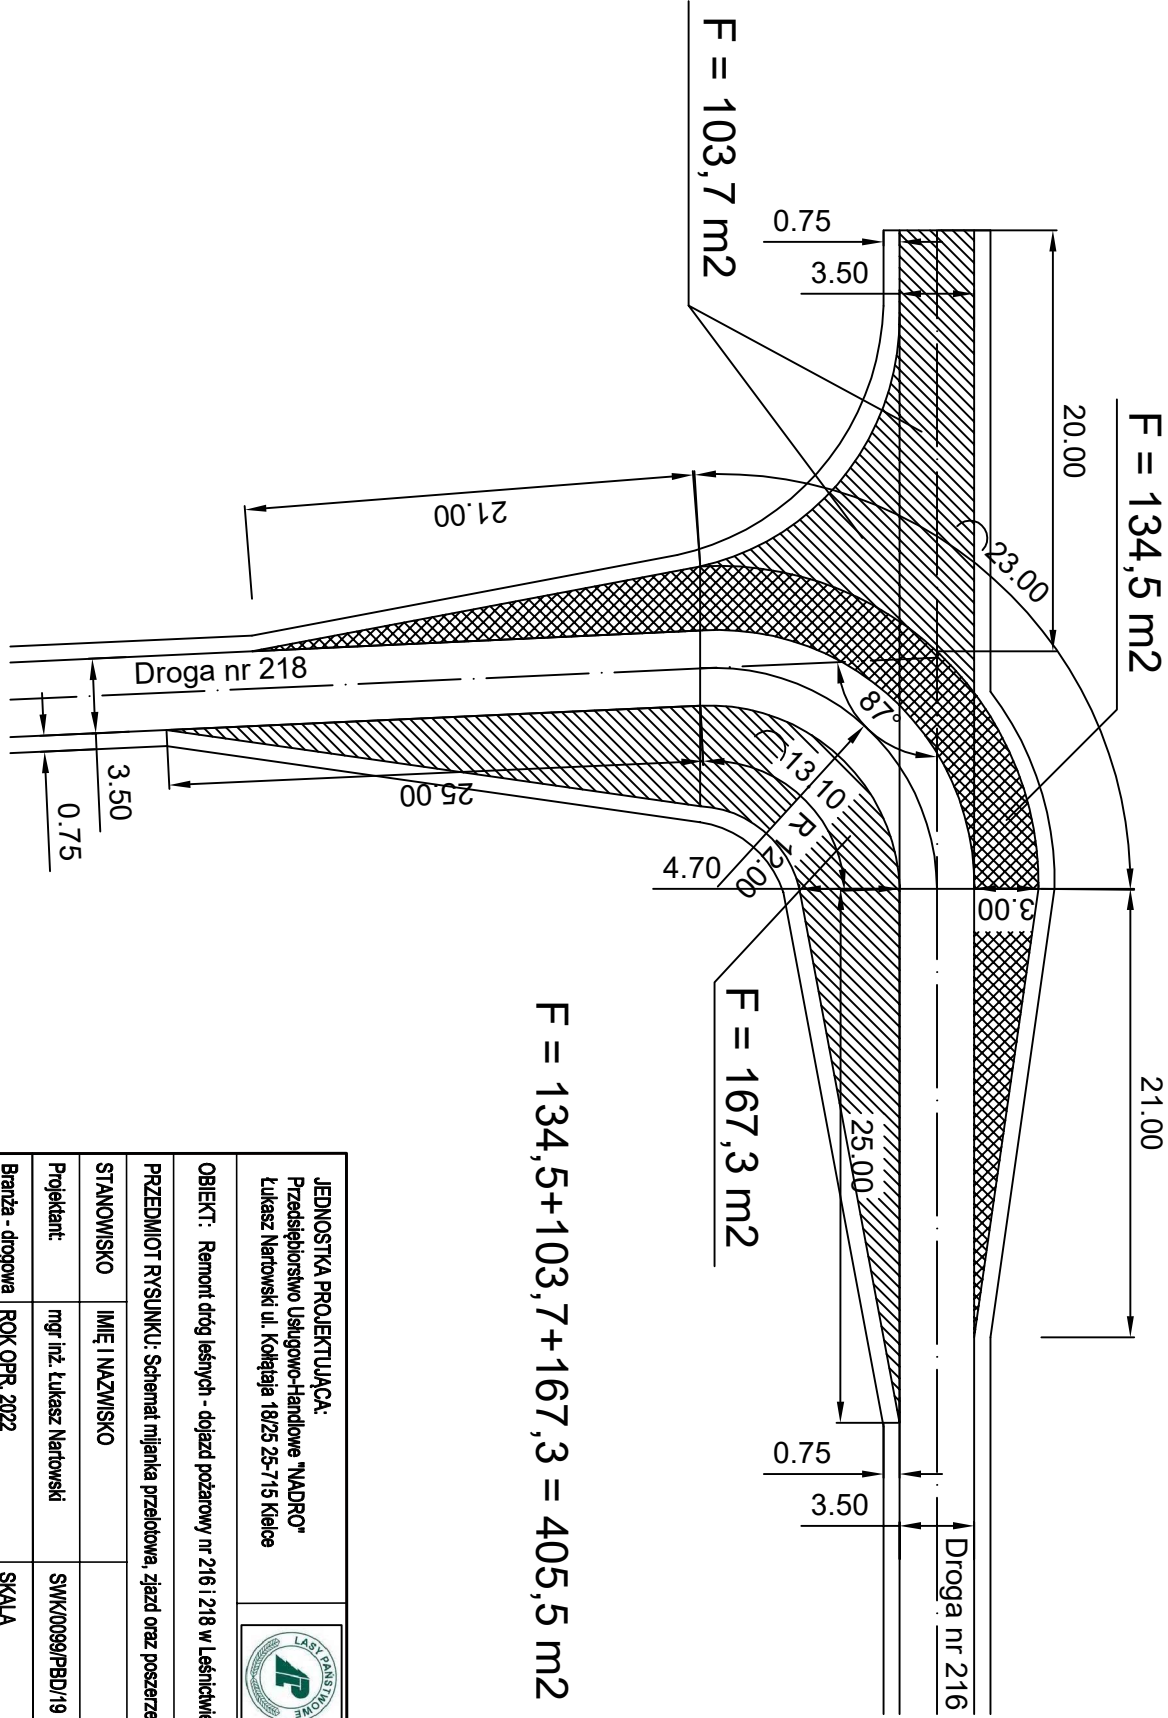 F = 103,7 m2
F = 134,5 m2
0.75
3.50
20.00
23.00
21.00
21.00
Droga nr 218
87°
13.10
R 12.00
25.00
3.50
0.75
4.70
3.00
F = 167,3 m2
25.00
F = 134,5+103,7+167,3 = 405,5 m2
0.75
3.50
Droga nr 216
JEDNOSTKA PROJEKTUJĄCA:
Przedsiębiorstwo Usługowo-Handlowe "NADRO"
Łukasz Nartowski ul. Kołłątaja 18/25 25-715 Kielce
LASY PAŃSTWOWE
OBIEKT: Remont dróg leśnych - dojazd pożarowy nr 216 i 218 w Leśnictwie
PRZEDMIOT RYSUNKU: Schemat mijanka przelotowa, zjazd oraz poszerze
STANOWISKO IMIĘ I NAZWISKO
Projektant: mgr inż. Łukasz Nartowski SWK/0099/PBD/19
Branża - drogowa ROK OPR. 2022 SKALA